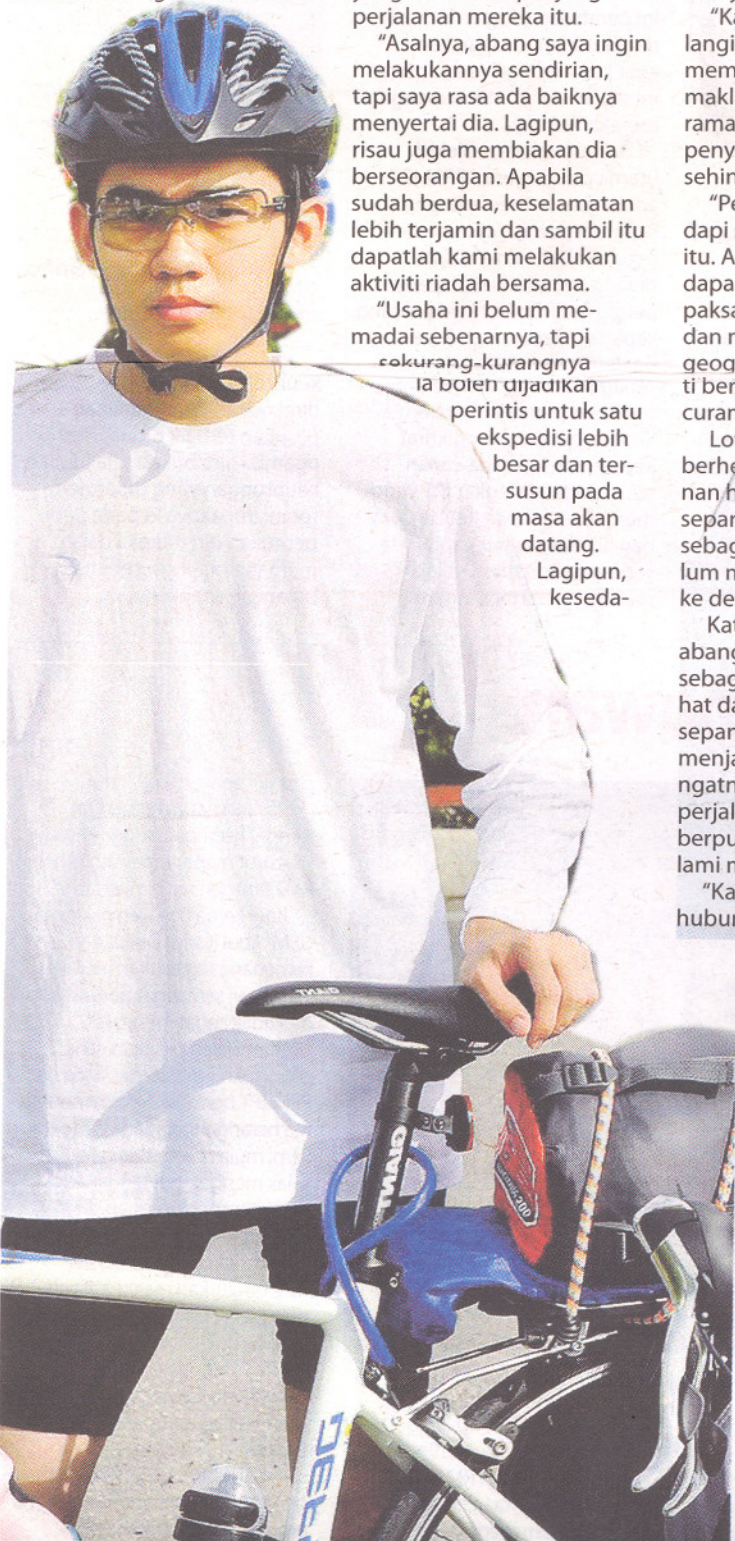 perjalanan mereka itu.
"Asalnya, abang saya ingin
melakukannya sendirian,
tapi saya rasa ada baiknya
menyertai dia. Lagipun,
risau juga membiakan dia
berseorangan. Apabila
sudah berdua, keselamatan
lebih terjamin dan sambil itu
dapatlah kami melakukan
aktiviti riadah bersama.
"Usaha ini belum me-
madai sebenarnya, tapi
sekurang-kurangnya
ia boleh dijadikan
perintis untuk satu
ekspedisi lebih
besar dan ter-
susun pada
masa akan
datang.
Lagipun,
keseda-
"Ka
langi
mem
makl
rama
penye
sehin
"Pe
dapi
itu. A
dapa
paksa
dan
geog
ti ber
curan
Lo
berhe
nan h
separ
sebag
lum
ke de
Kat
abang
sebag
hat da
sepan
menja
ngatn
perjal
berpu
lami
"Ka
hubun
GIANT
GIANT